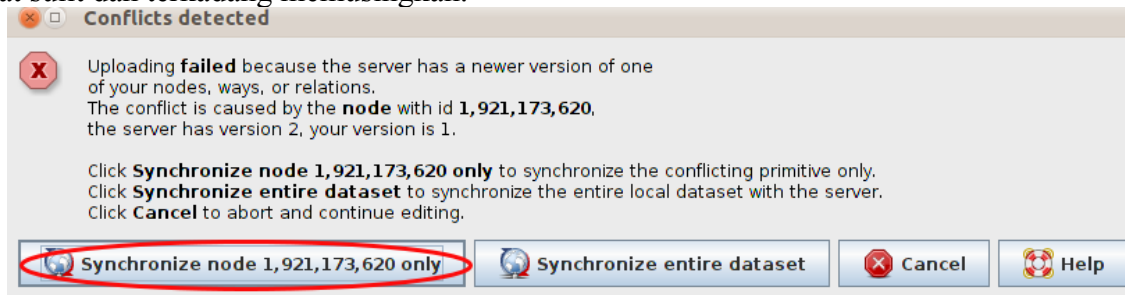 dan terkadang memusingkan.
Conflicts detected
Uploading failed because the server has a newer version of one
of your nodes, ways, or relations.
The conflict is caused by the node with id 1,921,173,620,
the server has version 2, your version is 1.
Click Synchronize node 1,921,173,620 only to synchronize the conflicting primitive only.
Click Synchronize entire dataset to synchronize the entire local dataset with the server.
Click Cancel to abort and continue editing.
Synchronize node 1,921,173,620 only Synchronize entire dataset Cancel Help